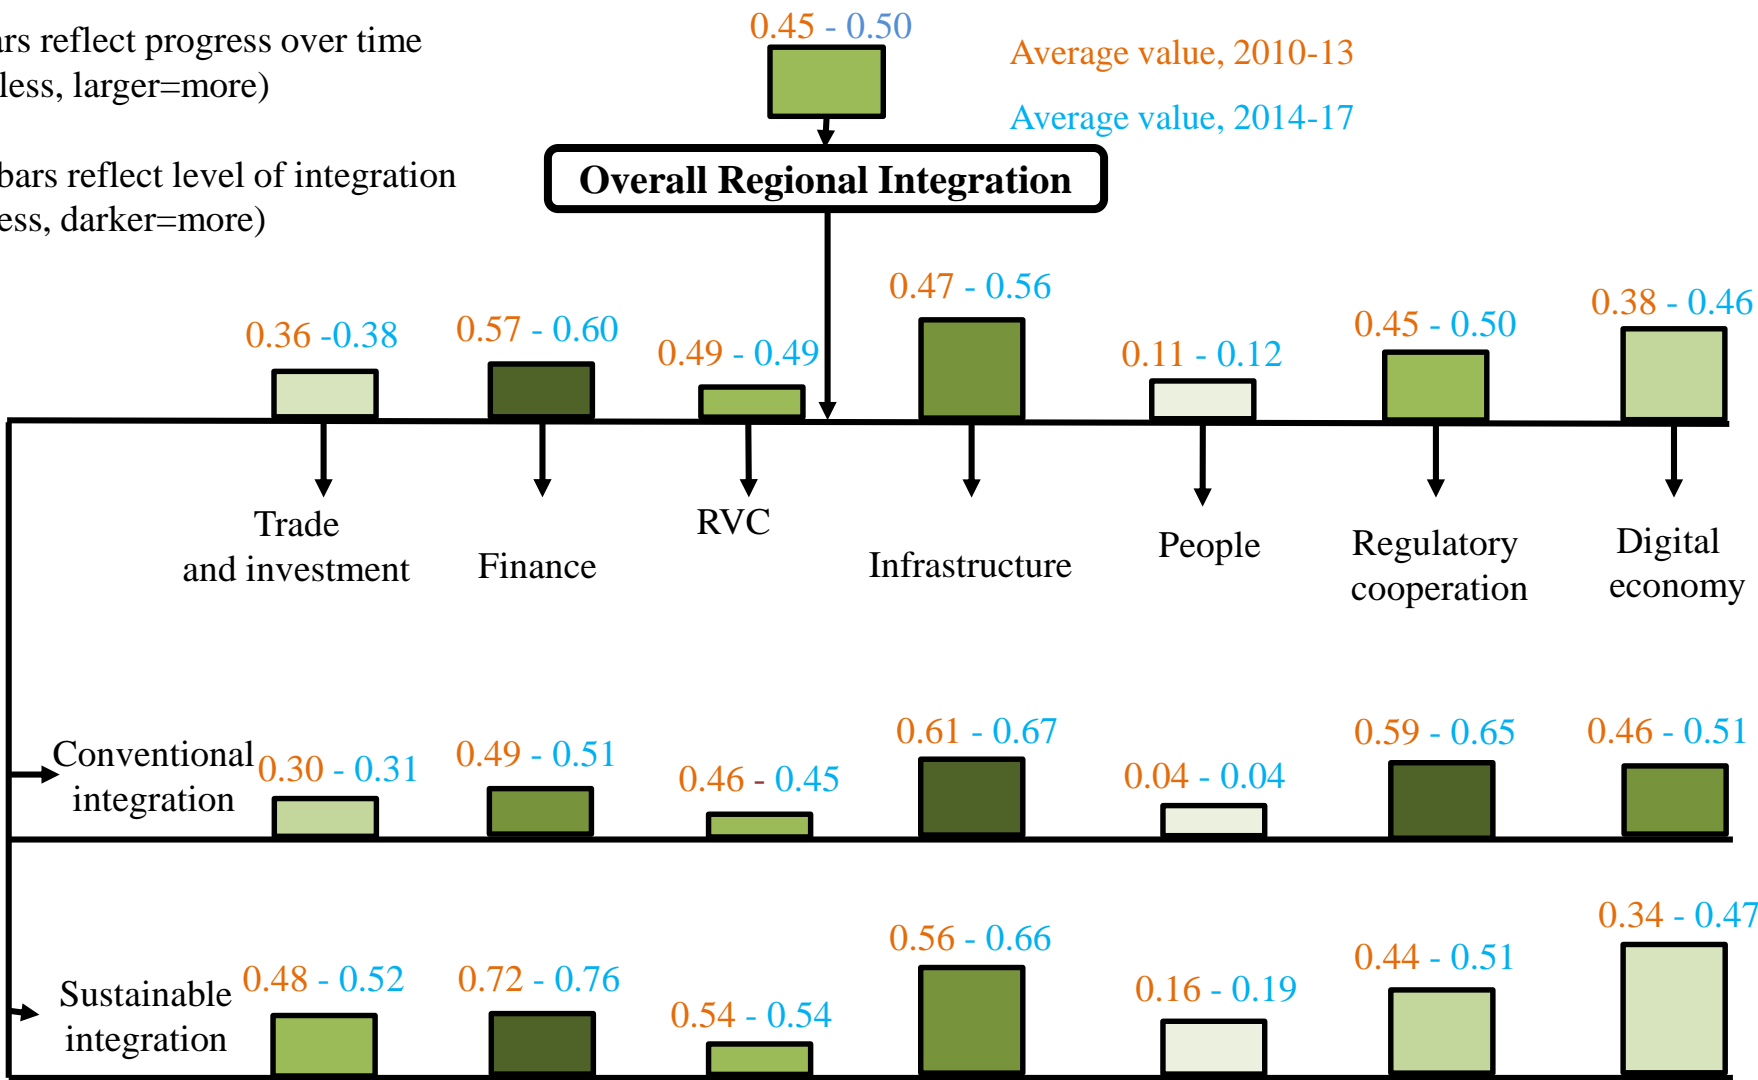 ars reflect progress over time
less, larger=more)
bars reflect level of integration
ess, darker=more)
0.45 - 0.50
Average value, 2010-13
Average value, 2014-17
Overall Regional Integration
0.36 -0.38
0.57 - 0.60
0.49 - 0.49
0.47 - 0.56
0.11 - 0.12
0.45 - 0.50
0.38 - 0.46
Trade
and investment
Finance
RVC
Infrastructure
People
Regulatory
cooperation
Digital
economy
Conventional
integration
0.30 - 0.31
0.49 - 0.51
0.46 - 0.45
0.61 - 0.67
0.04 - 0.04
0.59 - 0.65
0.46 - 0.51
Sustainable
integration
0.48 - 0.52
0.72 - 0.76
0.54 - 0.54
0.56 - 0.66
0.16 - 0.19
0.44 - 0.51
0.34 - 0.47